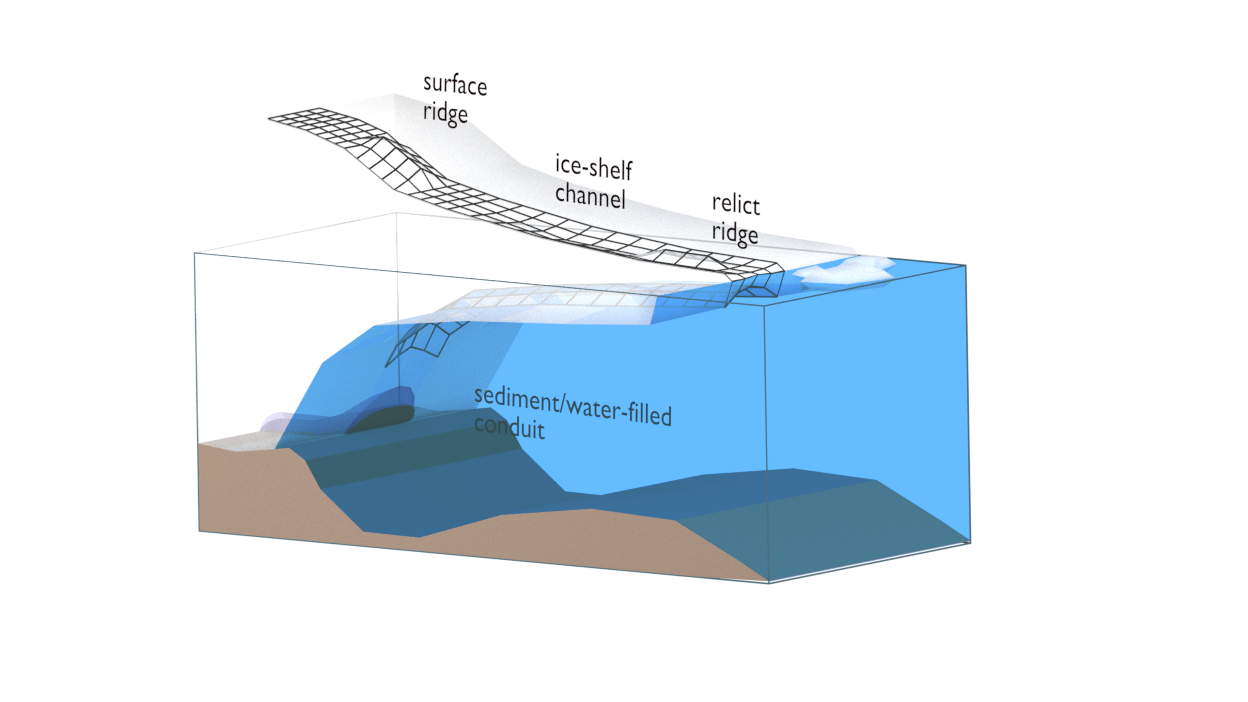 surface
ridge
ice-shelf
channel
relict
ridge
sediment/water-filled
conduit